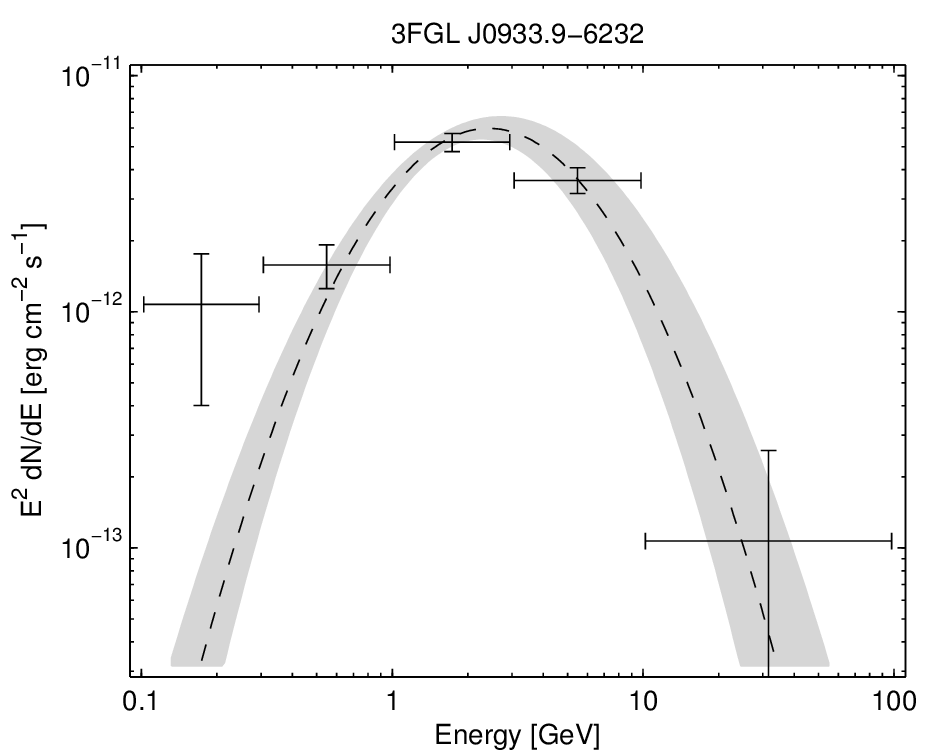 3FGL J0933.9−6232
10⁻¹¹
10⁻¹²
10⁻¹³
E² dN/dE [erg cm⁻² s⁻¹]
0.1 1 10 100
Energy [GeV]